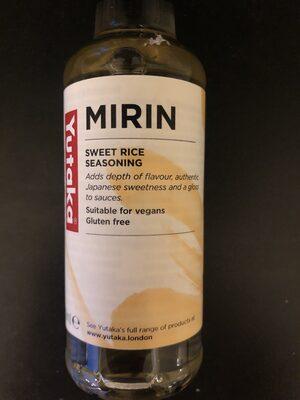 MIRIN
Yutaka®
SWEET RICE
SEASONING
Adds depth of flavour, authentic
Japanese sweetness and a gloss
to sauces.
Suitable for vegans
Gluten free
℮
See Yutaka's full range of products at
www.yutaka.london